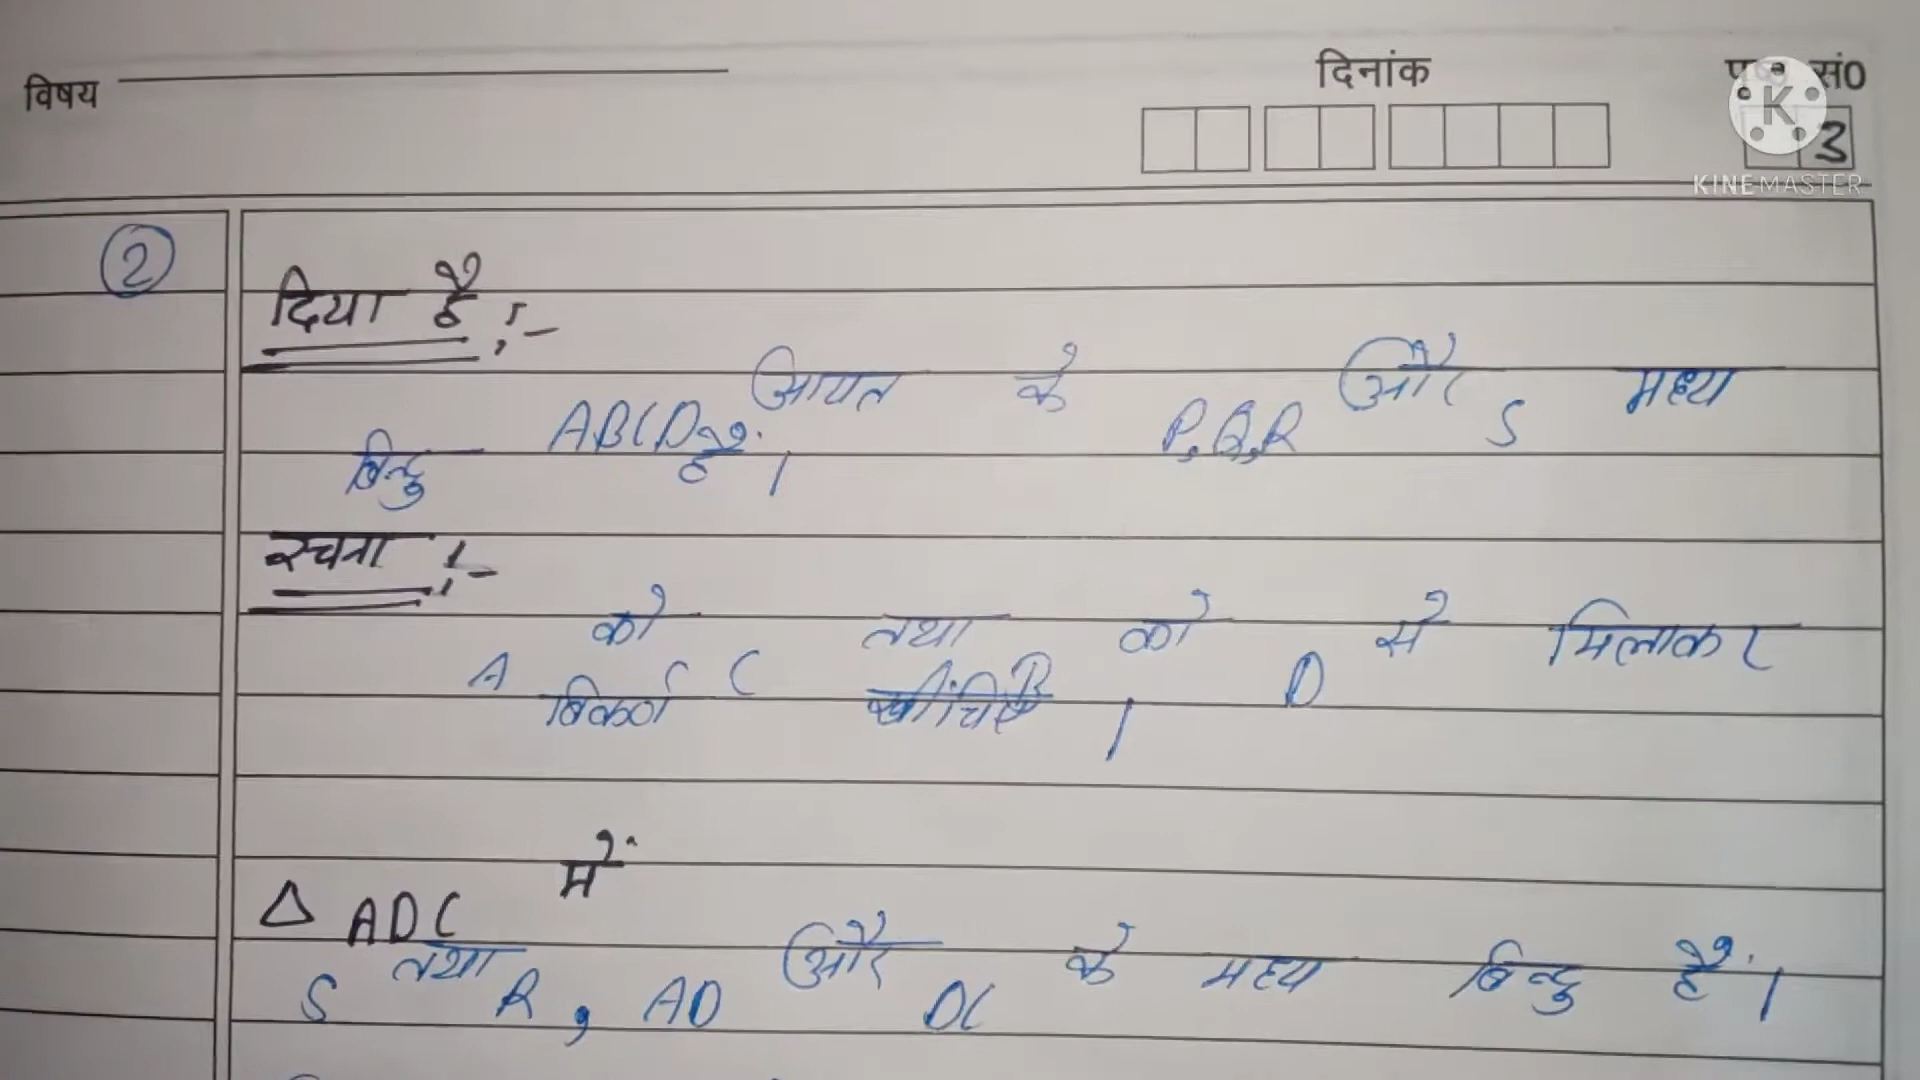 विषय
दिनांक
पृष्ठ सं0
3
KINEMASTER
2
दिया है :-
ABCD आयत के P, Q, R और S मध्य
बिन्दु हैं।
रचना :-
A को C तथा B को D से मिलाकर
बिकर्ण खींचिए।
Δ ADC में
S तथा R, AD और DC के मध्य बिन्दु हैं।